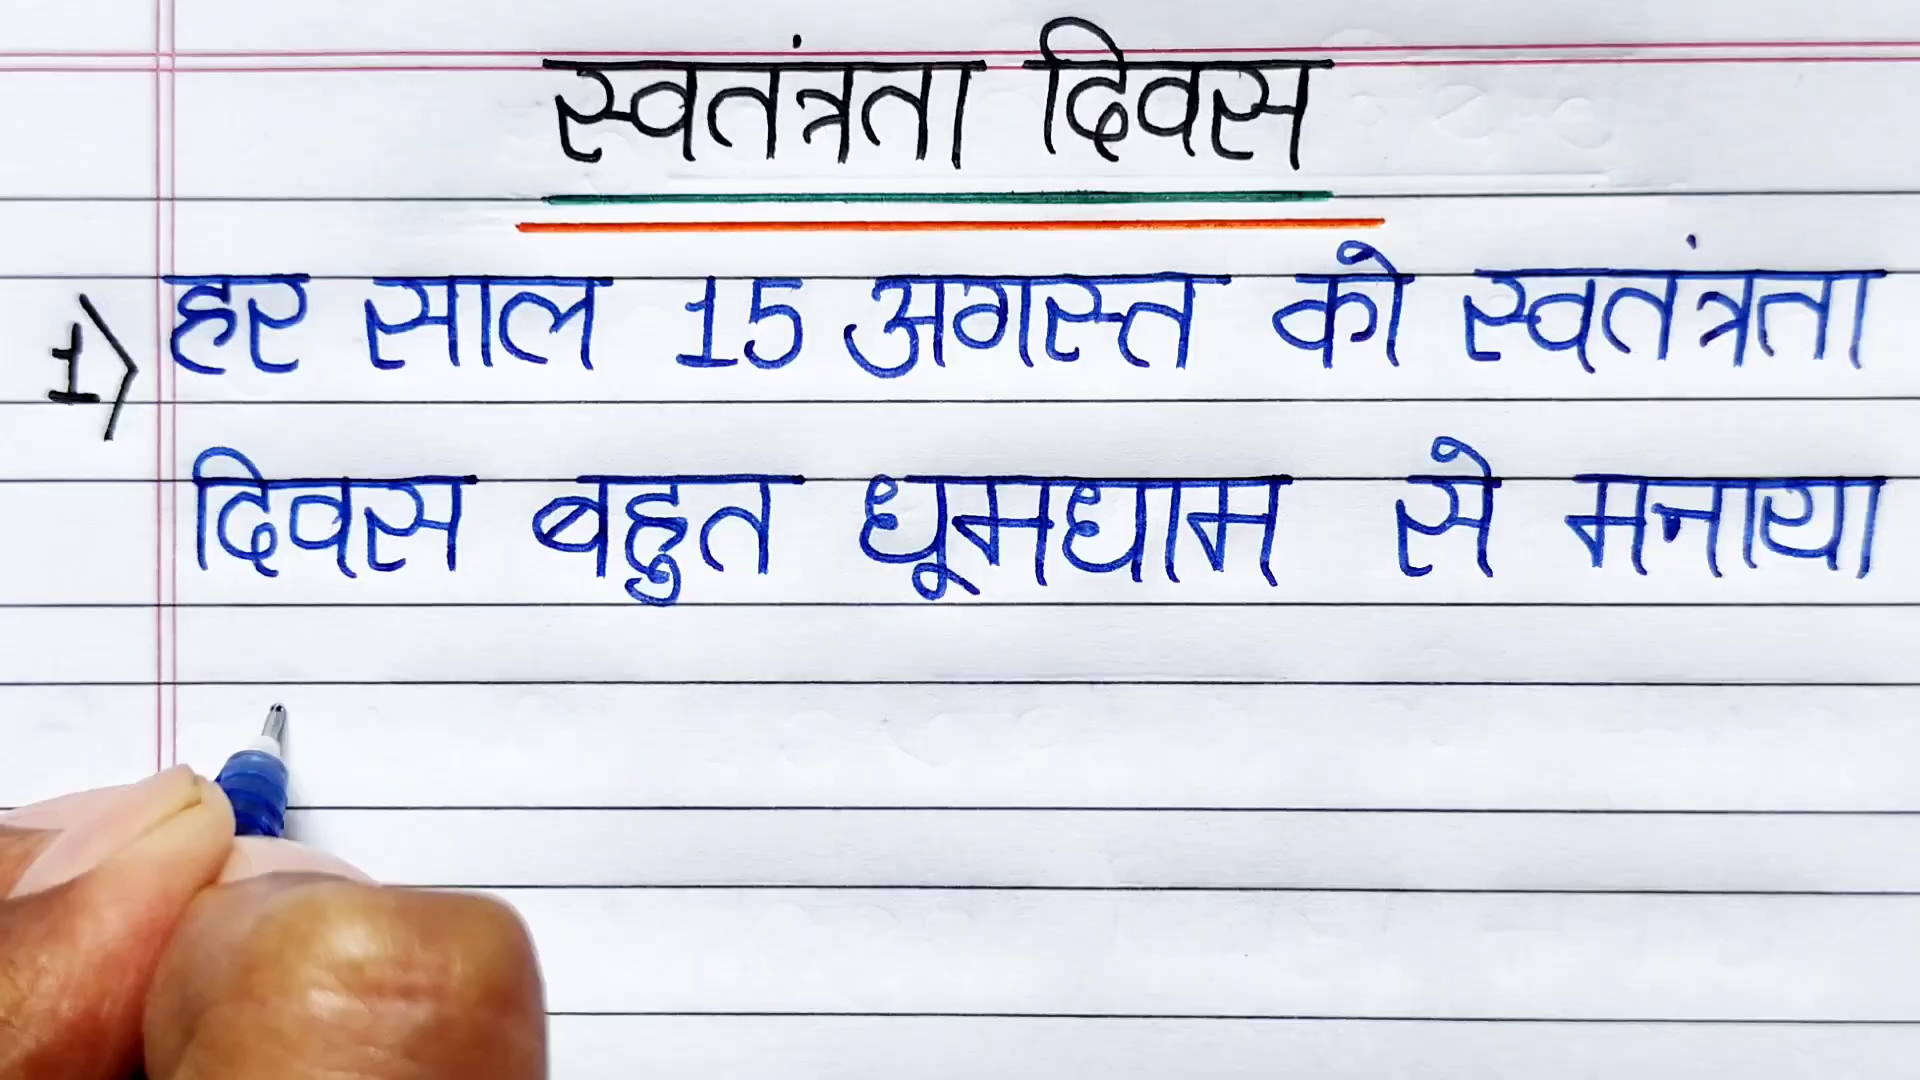 स्वतंत्रता दिवस
1) हर साल 15 अगस्त को स्वतंत्रता
दिवस बहुत धूमधाम से मनाया